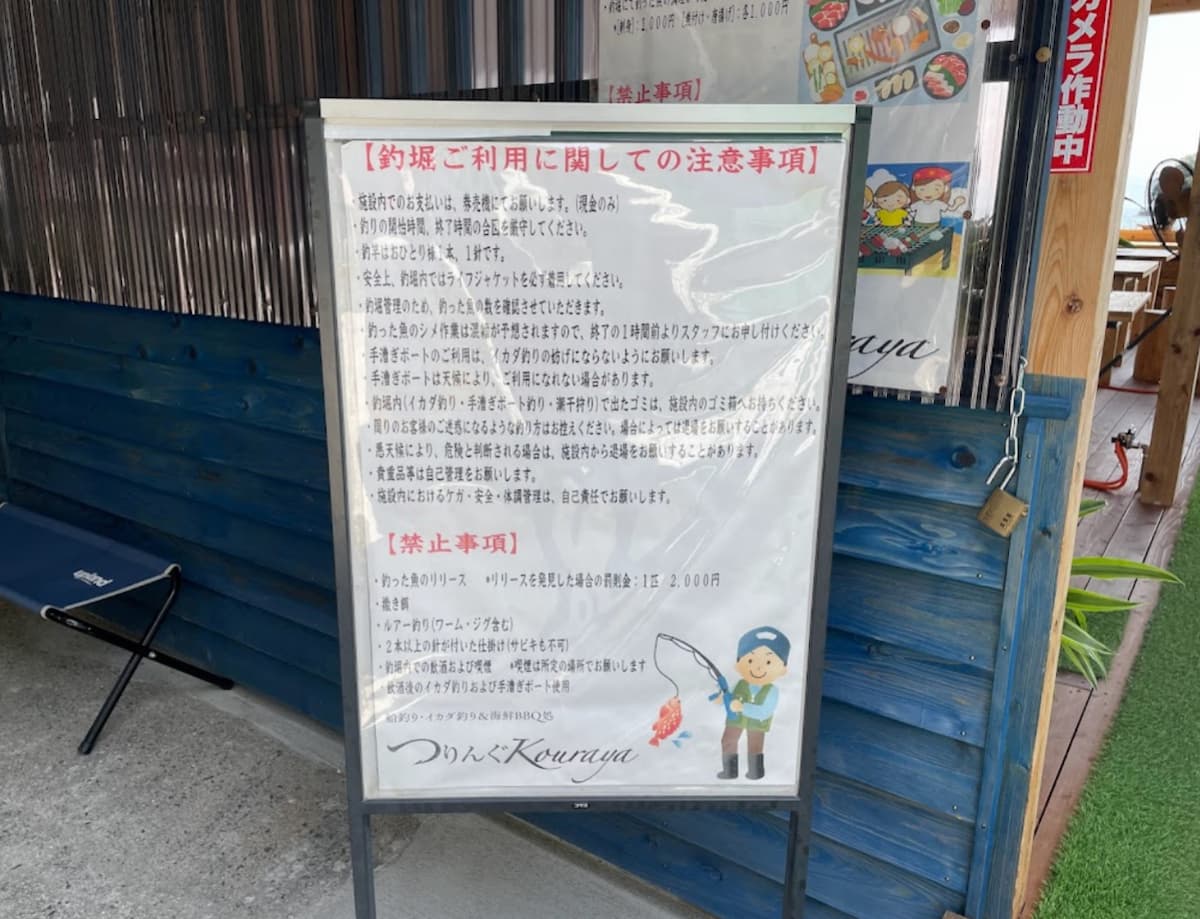 *[刺身]:2,000円 [煮付け・唐揚げ]:各1,000円
【禁止事項】
カメラ作動中
【釣堀ご利用に関しての注意事項】
・施設内でのお支払いは、券売機にてお願いします。(現金のみ)
・釣りの開始時間、終了時間の合図を厳守してください。
・釣竿はおひとり様1本、1針です。
・安全上、釣堀内ではライフジャケットを必ず着用してください。
・釣堀管理のため、釣った魚の数を確認させていただきます。
・釣った魚のシメ作業は混雑が予想されますので、終了の1時間前よりスタッフにお申し付けください。
・手漕ぎボートのご利用は、イカダ釣りの妨げにならないようにお願いします。
・手漕ぎボートは天候により、ご利用になれない場合があります。
・釣堀内(イカダ釣り・手漕ぎボート釣り・潮干狩り)で出たゴミは、施設内のゴミ箱へお持ちください。
・周りのお客様のご迷惑になるような釣り方はお控えください。場合によっては退場をお願いすることがあります。
・悪天候により、危険と判断される場合は、施設内から退場をお願いすることがあります。
・貴重品等は自己管理をお願いします。
・施設内におけるケガ・安全・体調管理は、自己責任でお願いします。
【禁止事項】
・釣った魚のリリース *リリースを発見した場合の罰則金:1匹 2,000円
・撒き餌
・ルアー釣り(ワーム・ジグ含む)
・2本以上の針が付いた仕掛け(サビキも不可)
・釣堀内での飲酒および喫煙 *喫煙は所定の場所でお願いします
飲酒後のイカダ釣りおよび手漕ぎボート使用
船釣り・イカダ釣り&海鮮BBQ処
つりんぐKouraya
raya